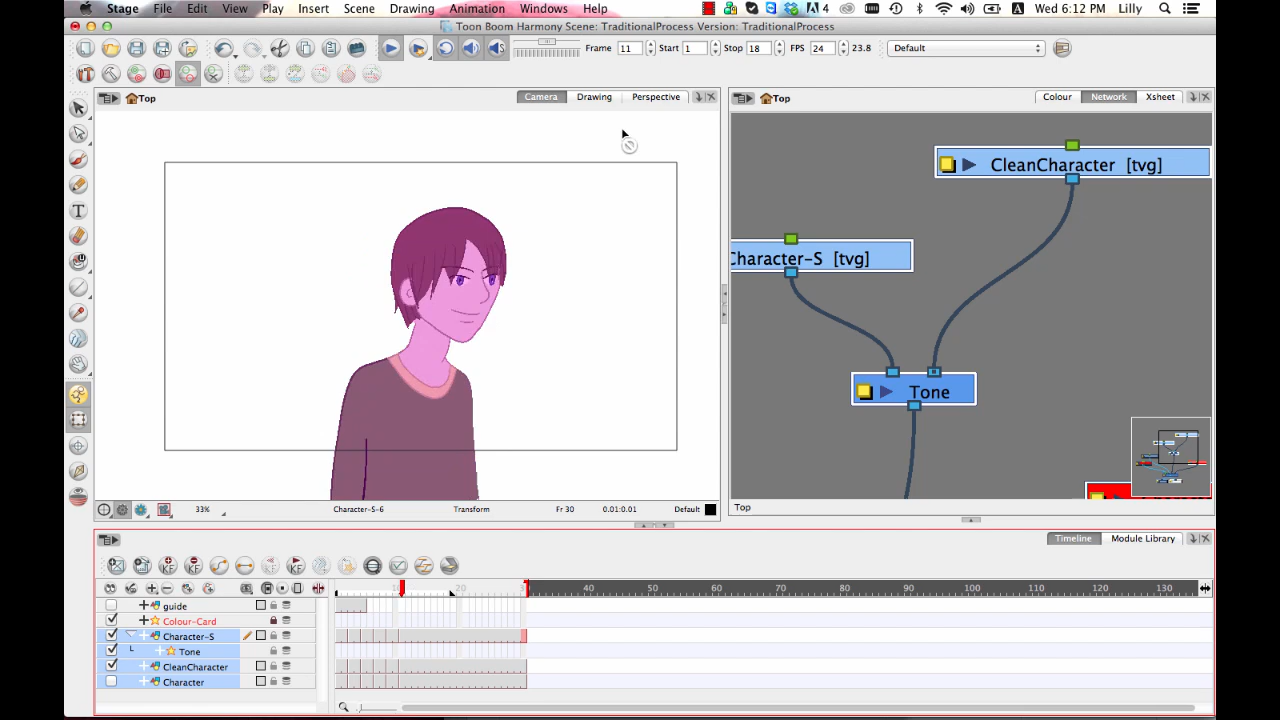 Stage File Edit View Play Insert Scene Drawing Animation Windows Help 4 A Wed 6:12 PM Lilly
Toon Boom Harmony Scene: TraditionalProcess Version: TraditionalProcess
Frame 11 Start 1 Stop 18 FPS 24 23.8 Default
Top Camera Drawing Perspective
Top Colour Network Xsheet
CleanCharacter [tvg]
Character-S [tvg]
Tone
33% Character-S-6 Transform Fr 30 0.01:0.01 Default
Top
Timeline Module Library
20 40 50 60 70 80 90 100 110 120 130
guide
Colour-Card
Character-S
Tone
CleanCharacter
Character